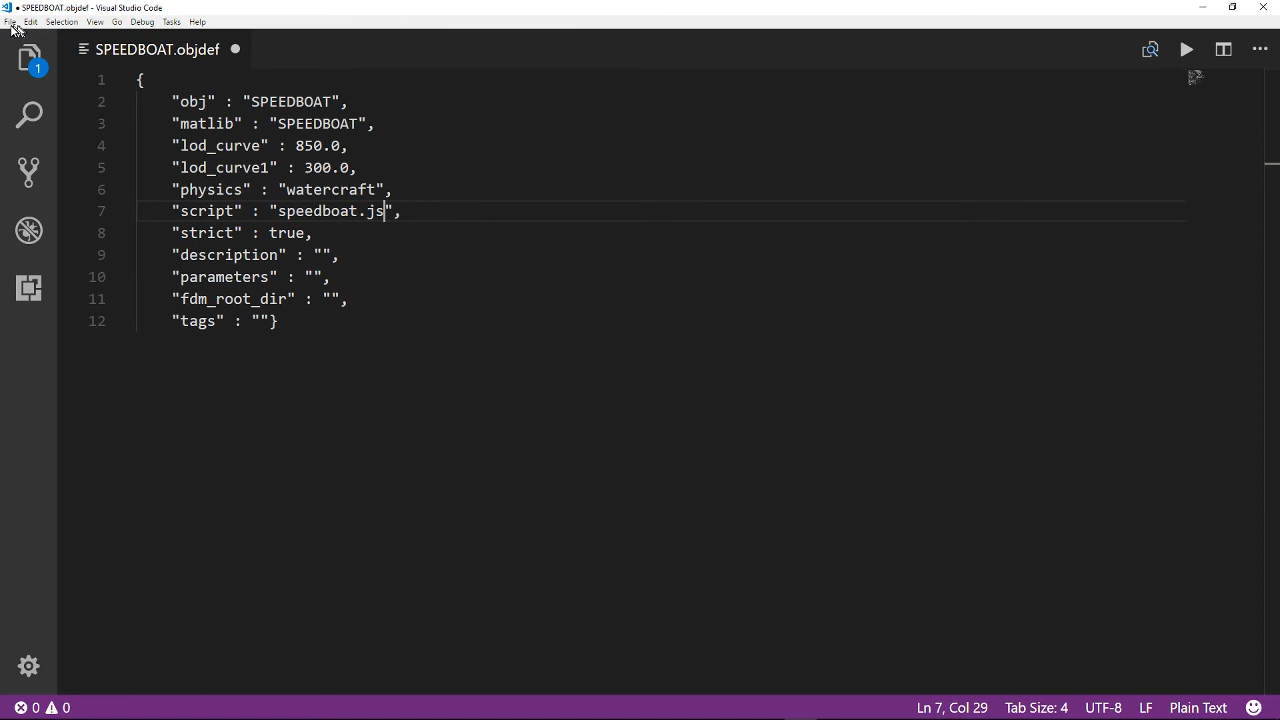 ● SPEEDBOAT.objdef - Visual Studio Code
File Edit Selection View Go Debug Tasks Help
SPEEDBOAT.objdef ●
1
1 {
2 "obj" : "SPEEDBOAT",
3 "matlib" : "SPEEDBOAT",
4 "lod_curve" : 850.0,
5 "lod_curve1" : 300.0,
6 "physics" : "watercraft",
7 "script" : "speedboat.js",
8 "strict" : true,
9 "description" : "",
10 "parameters" : "",
11 "fdm_root_dir" : "",
12 "tags" : ""}
0 0 Ln 7, Col 29 Tab Size: 4 UTF-8 LF Plain Text